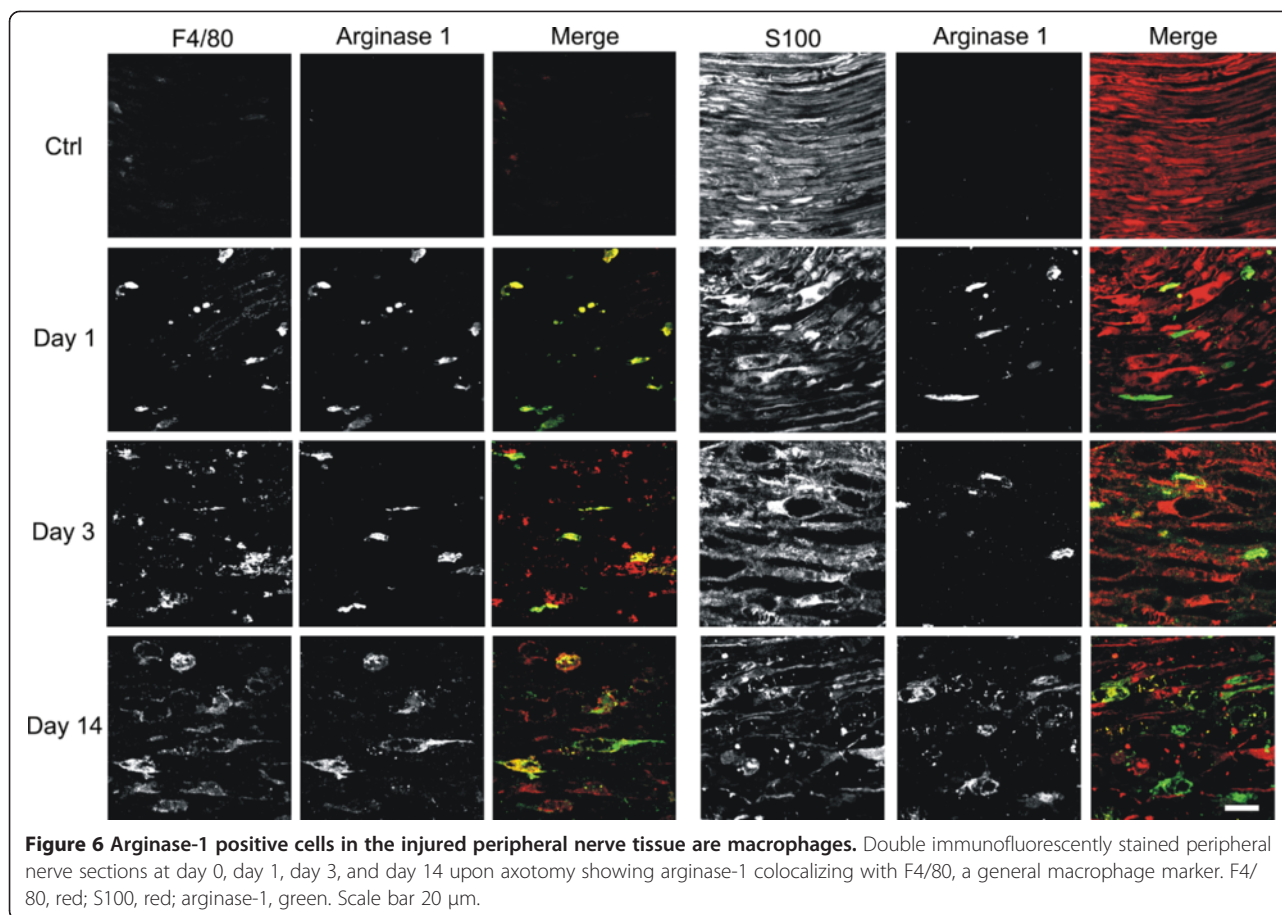 F4/80 Arginase 1 Merge S100 Arginase 1 Merge
Ctrl
Day 1
Day 3
Day 14
Figure 6 Arginase-1 positive cells in the injured peripheral nerve tissue are macrophages. Double immunofluorescently stained peripheral
nerve sections at day 0, day 1, day 3, and day 14 upon axotomy showing arginase-1 colocalizing with F4/80, a general macrophage marker. F4/
80, red; S100, red; arginase-1, green. Scale bar 20 μm.